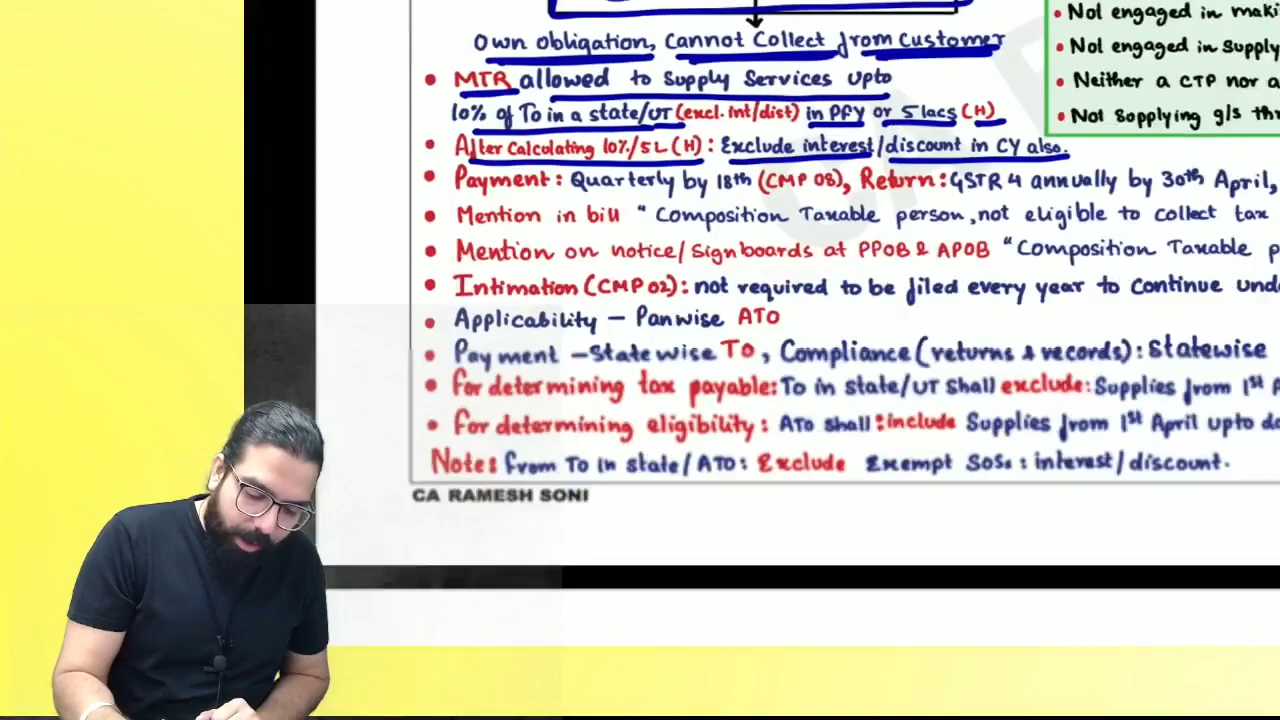 • Not engaged in maki
Own obligation, Cannot Collect from Customer
• Not engaged in supply
• MTR allowed to Supply Services upto
• Neither a CTP nor a
10% of To in a state/UT (excl. int/dist) in PFY or 5 lacs (H)
• Not supplying g/s th
• After Calculating 10%/5L(H) : Exclude interest/discount in CY also.
• Payment: Quarterly by 18th (CMP 08), Return: GSTR 4 annually by 30th April,
• Mention in bill " Composition Taxable person, not eligible to collect tax
• Mention on notice/signboards at PPOB & APOB "Composition Taxable p
• Intimation (CMP 02): not required to be filed every year to continue und
• Applicability – Panwise ATO
• Payment – Statewise To, Compliance (returns & records): Statewise
• For determining tax payable: To in state/UT shall exclude: Supplies from 1st A
• For determining eligibility: ATo shall: include Supplies from 1st April upto d
Note: from To in state/ATO: Exclude Exempt SoS: interest/discount.
CA RAMESH SONI